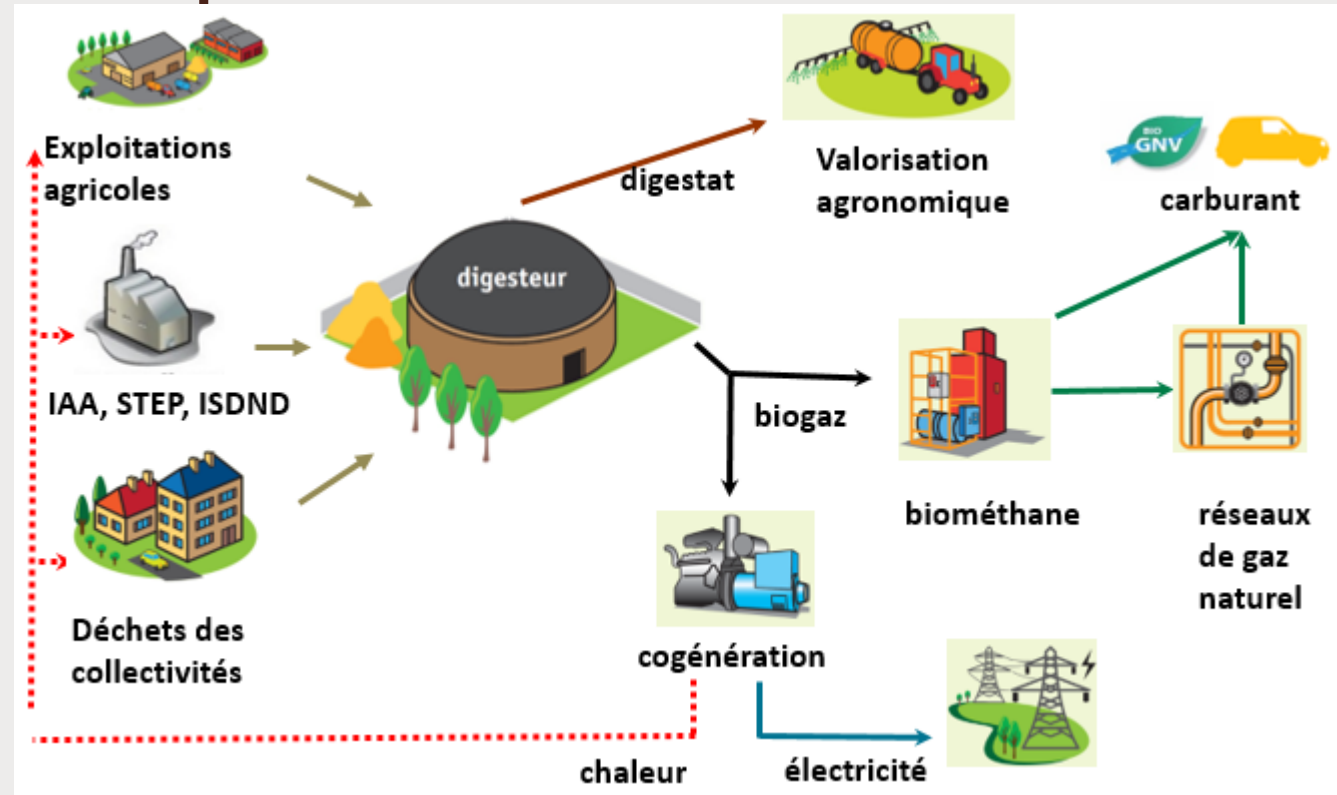 Exploitations
agricoles
IAA, STEP, ISDND
Déchets des
collectivités
digesteur
digestat
Valorisation
agronomique
BIO
GNV
carburant
biogaz
biométhane
réseaux
de gaz
naturel
cogénération
chaleur
électricité